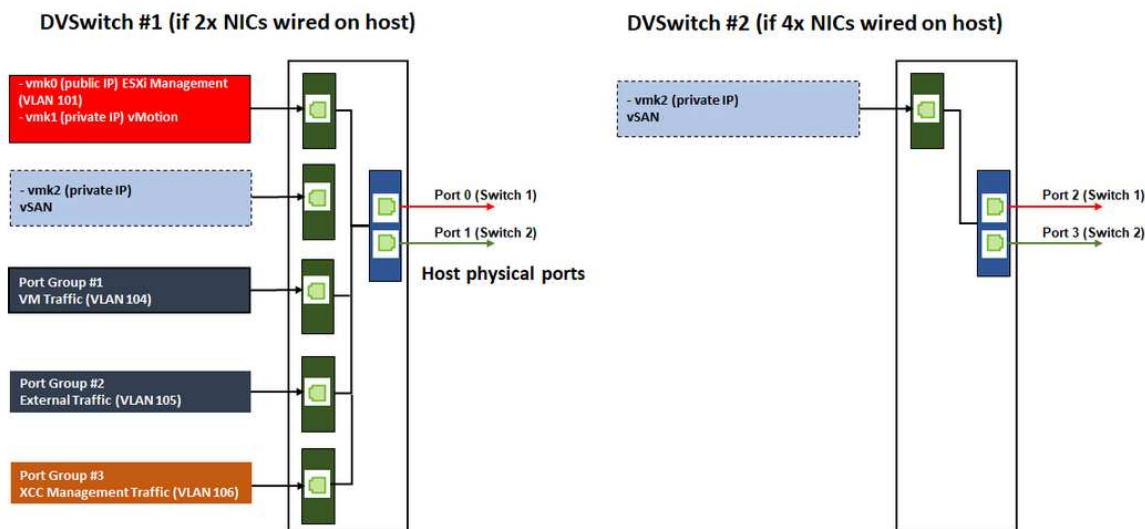 DVSwitch #1 (if 2x NICs wired on host)
- vmk0 (public IP) ESXi Management
(VLAN 101)
- vmk1 (private IP) vMotion
- vmk2 (private IP)
vSAN
Port Group #1
VM Traffic (VLAN 104)
Port Group #2
External Traffic (VLAN 105)
Port Group #3
XCC Management Traffic (VLAN 106)
Port 0 (Switch 1)
Port 1 (Switch 2)
Host physical ports
DVSwitch #2 (if 4x NICs wired on host)
- vmk2 (private IP)
vSAN
Port 2 (Switch 1)
Port 3 (Switch 2)